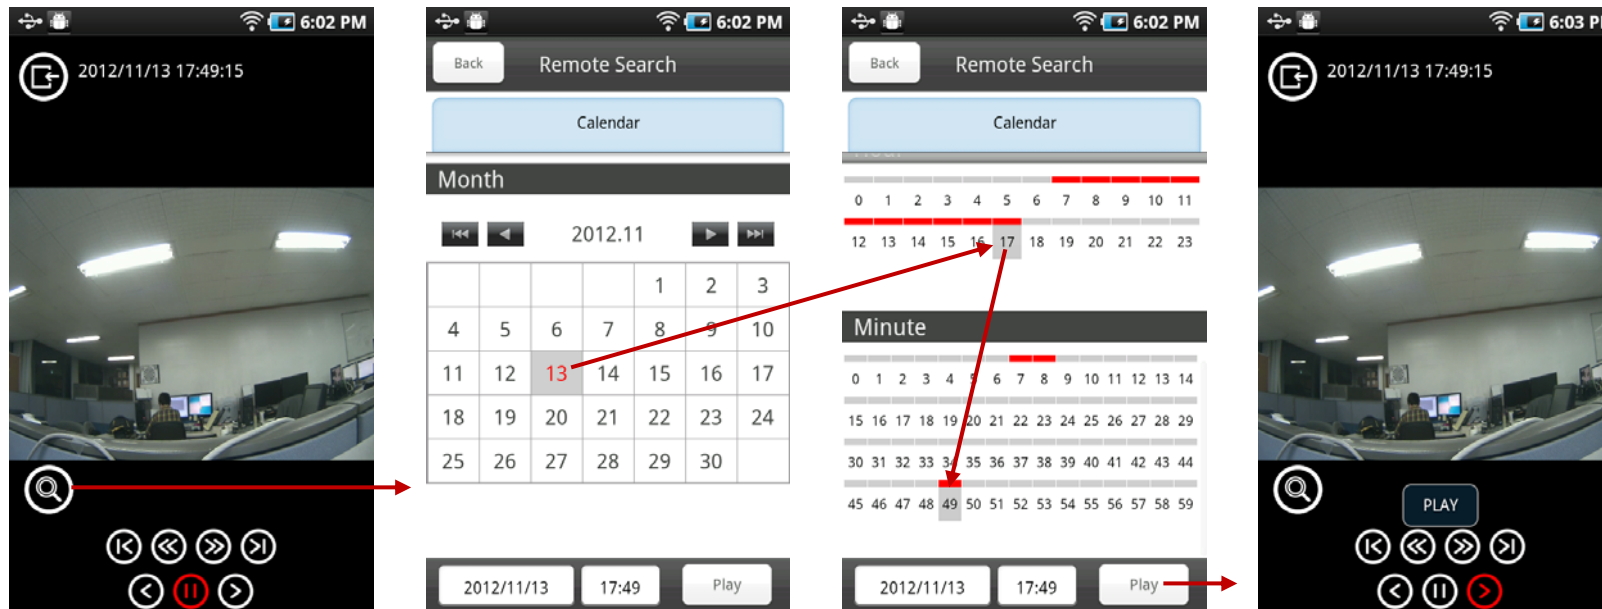 6:02 PM
2012/11/13 17:49:15
6:02 PM
Back
Remote Search
Calendar
Month
2012.11
1 2 3
4 5 6 7 8 9 10
11 12 13 14 15 16 17
18 19 20 21 22 23 24
25 26 27 28 29 30
2012/11/13 17:49 Play
6:02 PM
Back
Remote Search
Calendar
0 1 2 3 4 5 6 7 8 9 10 11
12 13 14 15 16 17 18 19 20 21 22 23
Minute
0 1 2 3 4 5 6 7 8 9 10 11 12 13 14
15 16 17 18 19 20 21 22 23 24 25 26 27 28 29
30 31 32 33 34 35 36 37 38 39 40 41 42 43 44
45 46 47 48 49 50 51 52 53 54 55 56 57 58 59
2012/11/13 17:49 Play
6:03 P
2012/11/13 17:49:15
PLAY